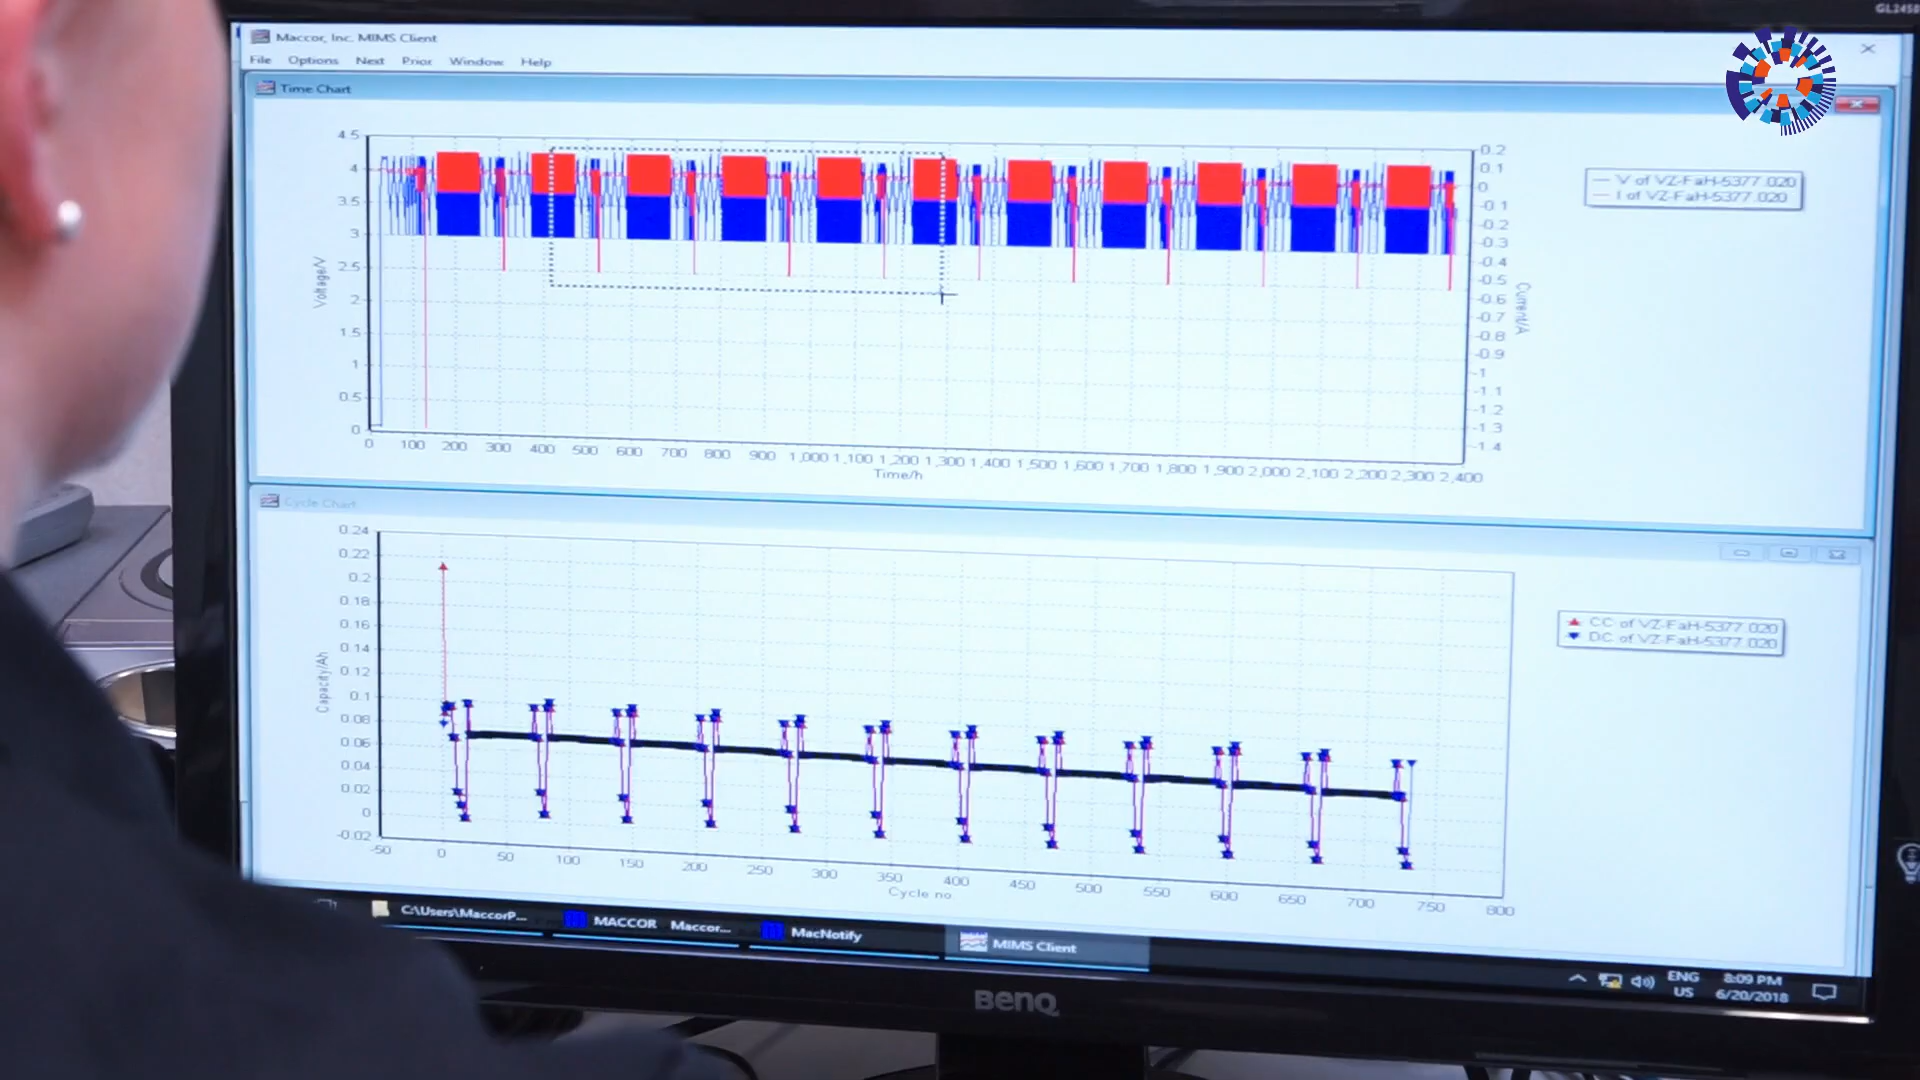 GL2450
Maccor, Inc. MIMS Client
File Options Next Prior Window Help
Time Chart
4.5
4
3.5
3
2.5
2
1.5
1
0.5
0
Voltage/V
0 100 200 300 400 500 600 700 800 900 1,000 1,100 1,200 1,300 1,400 1,500 1,600 1,700 1,800 1,900 2,000 2,100 2,200 2,300 2,400
Time/h
0.2
0.1
0
-0.1
-0.2
-0.3
-0.4
-0.5
-0.6
-0.7
-0.8
-0.9
-1
-1.1
-1.2
-1.3
-1.4
Current/A
V of VZ-FaH-5377.020
I of VZ-FaH-5377.020
Cycle Chart
0.24
0.22
0.2
0.18
0.16
0.14
0.12
0.1
0.08
0.06
0.04
0.02
0
-0.02
Capacity/Ah
-50 0 50 100 150 200 250 300 350 400 450 500 550 600 650 700 750 800
Cycle no.
CC of VZ-FaH-5377.020
DC of VZ-FaH-5377.020
C:\Users\MaccorP...
MACCOR Maccor...
MacNotify
MIMS Client
ENG
US
8:09 PM
6/20/2018
BenQ